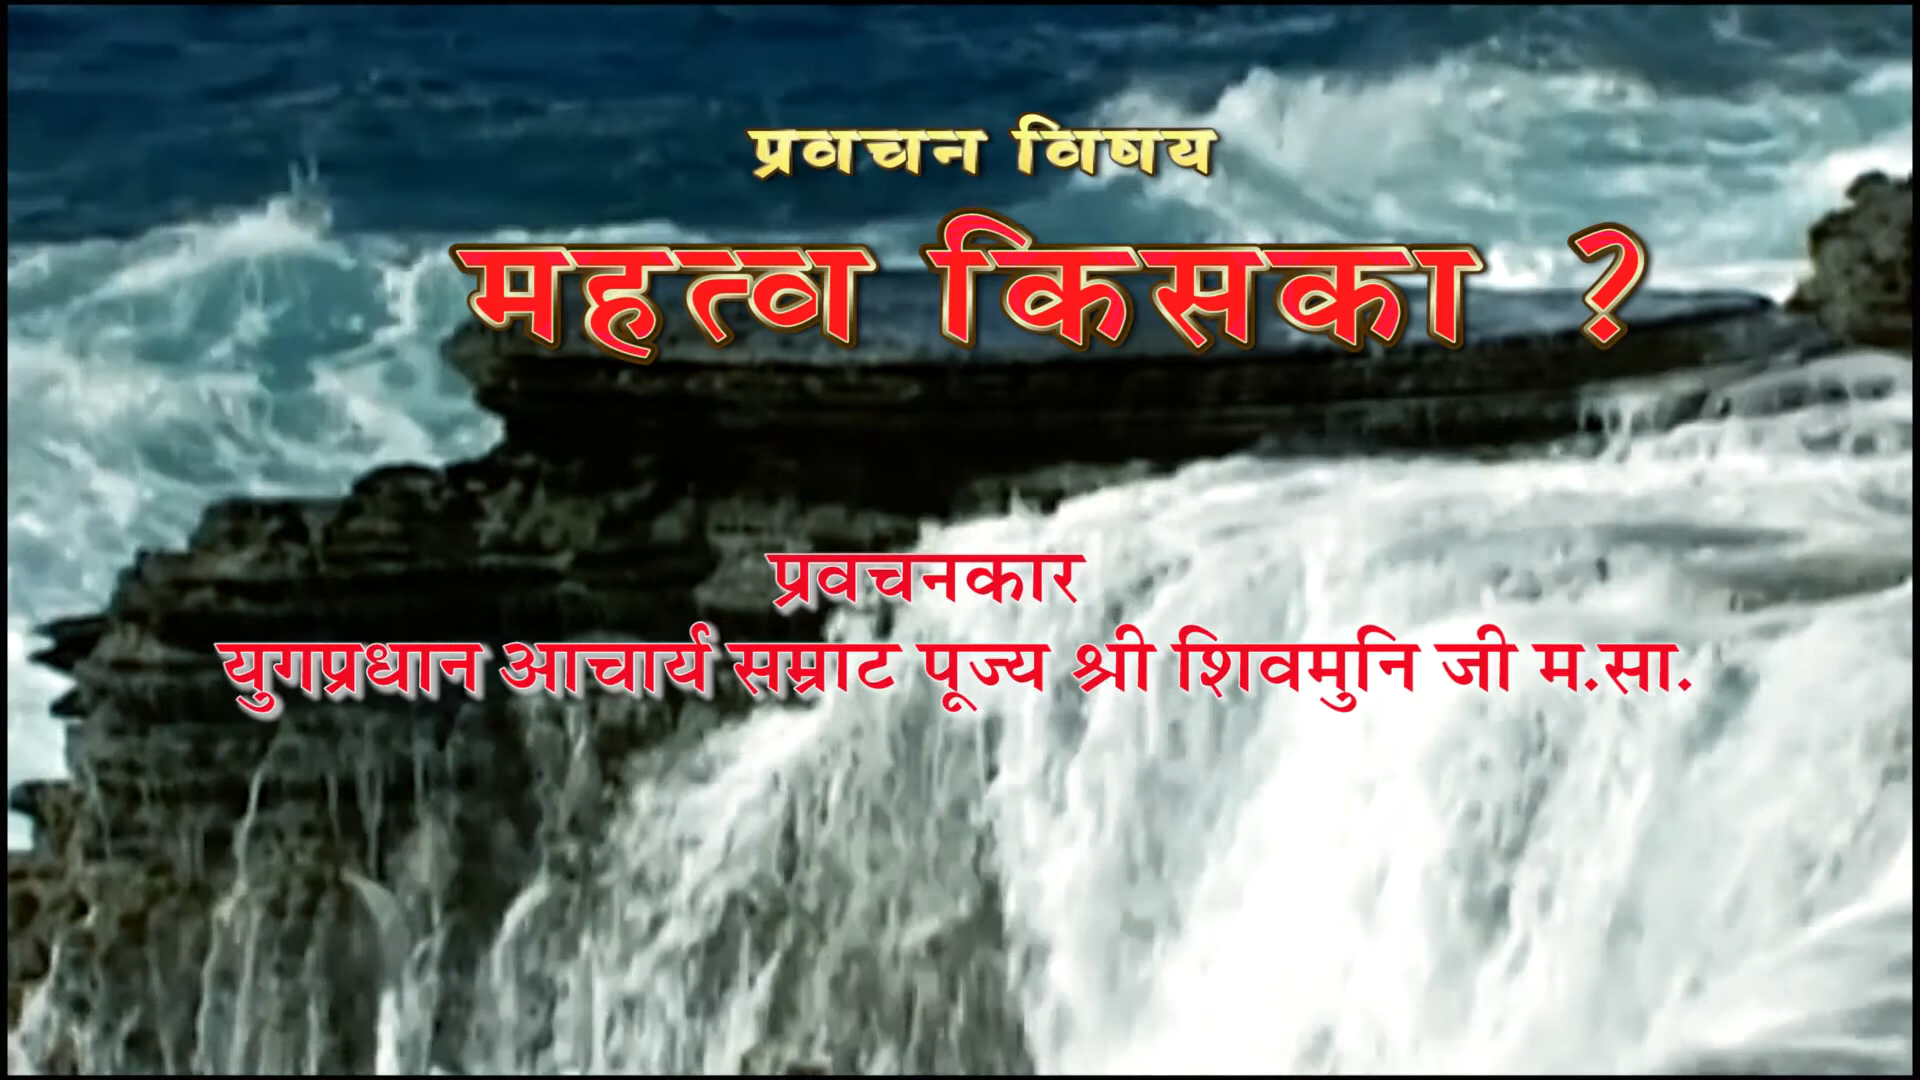 प्रवचन विषय
महत्व किसका ?
प्रवचनकार
युगप्रधान आचार्य सम्राट पूज्य श्री शिवमुनि जी म.सा.